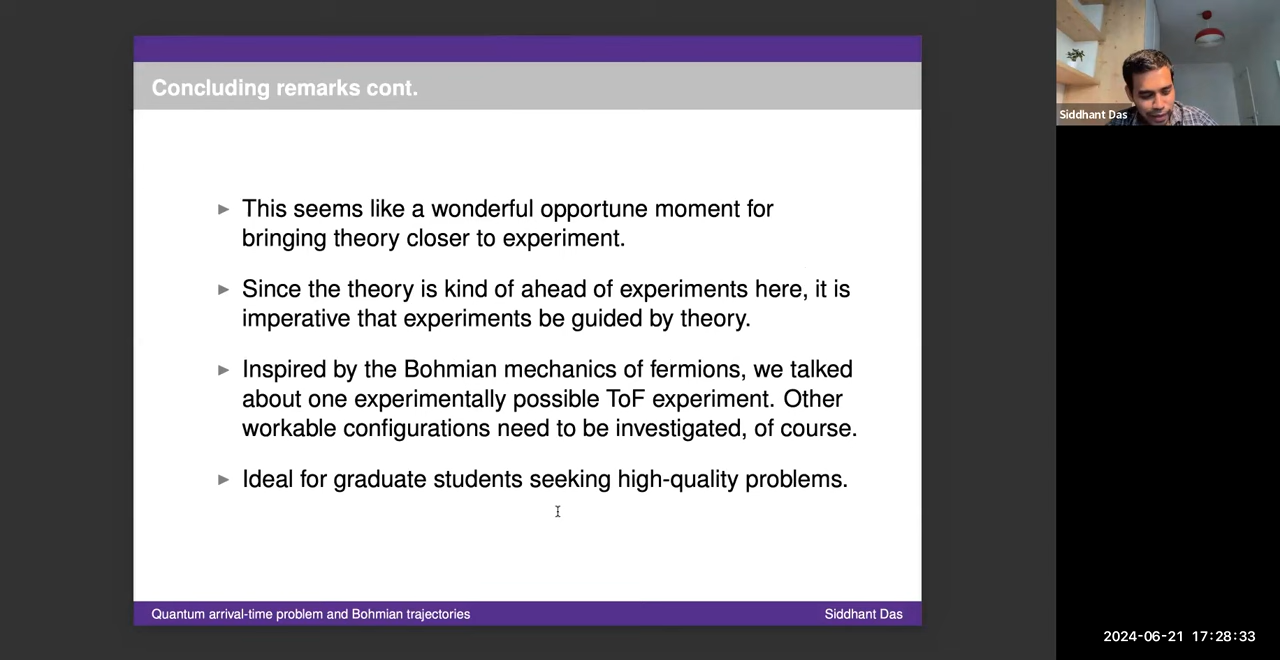 Concluding remarks cont.
This seems like a wonderful opportune moment for
bringing theory closer to experiment.
Since the theory is kind of ahead of experiments here, it is
imperative that experiments be guided by theory.
Inspired by the Bohmian mechanics of fermions, we talked
about one experimentally possible ToF experiment. Other
workable configurations need to be investigated, of course.
Ideal for graduate students seeking high-quality problems.
Quantum arrival-time problem and Bohmian trajectories
Siddhant Das
Siddhant Das
2024-06-21 17:28:33